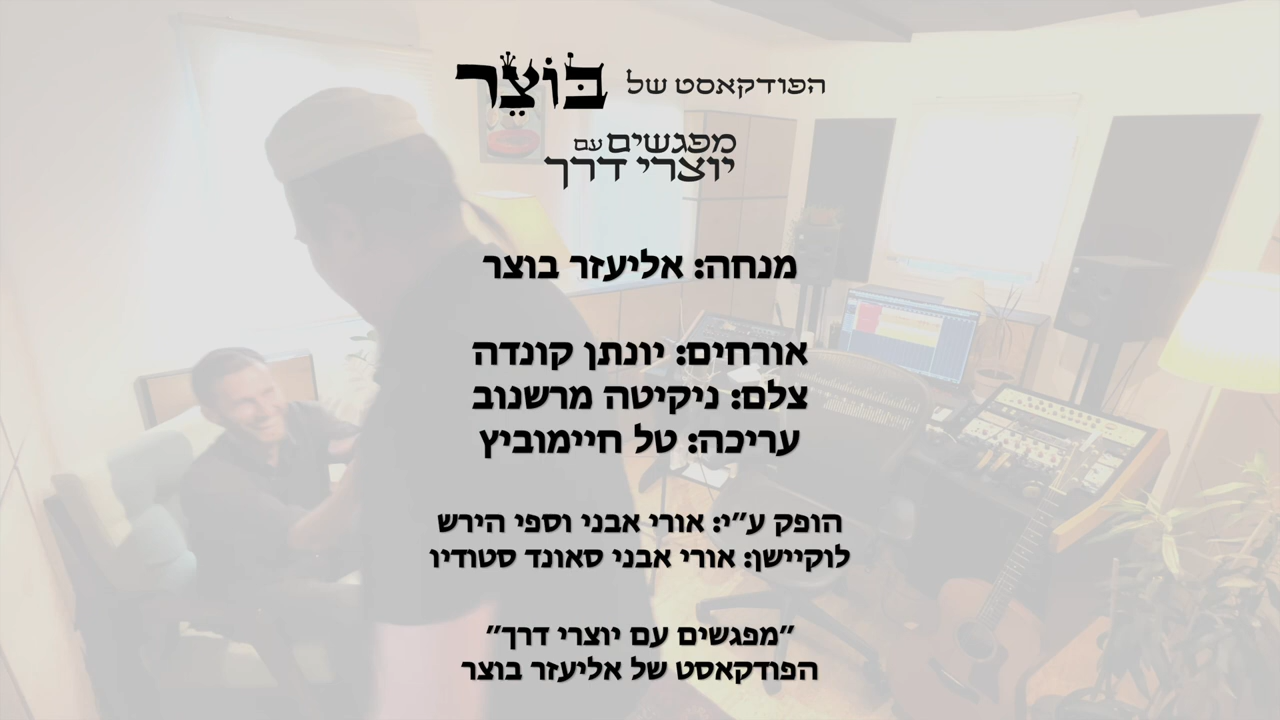 הפודקאסט של בּוֹצֵר
מפגשים עם
יוצרי דרך
מנחה: אליעזר בוצר
אורחים: יונתן קונדה
צלם: ניקיטה מרשנוב
עריכה: טל חיימוביץ
הופק ע״י: אורי אבני וספי הירש
לוקיישן: אורי אבני סאונד סטודיו
״מפגשים עם יוצרי דרך״
הפודקאסט של אליעזר בוצר